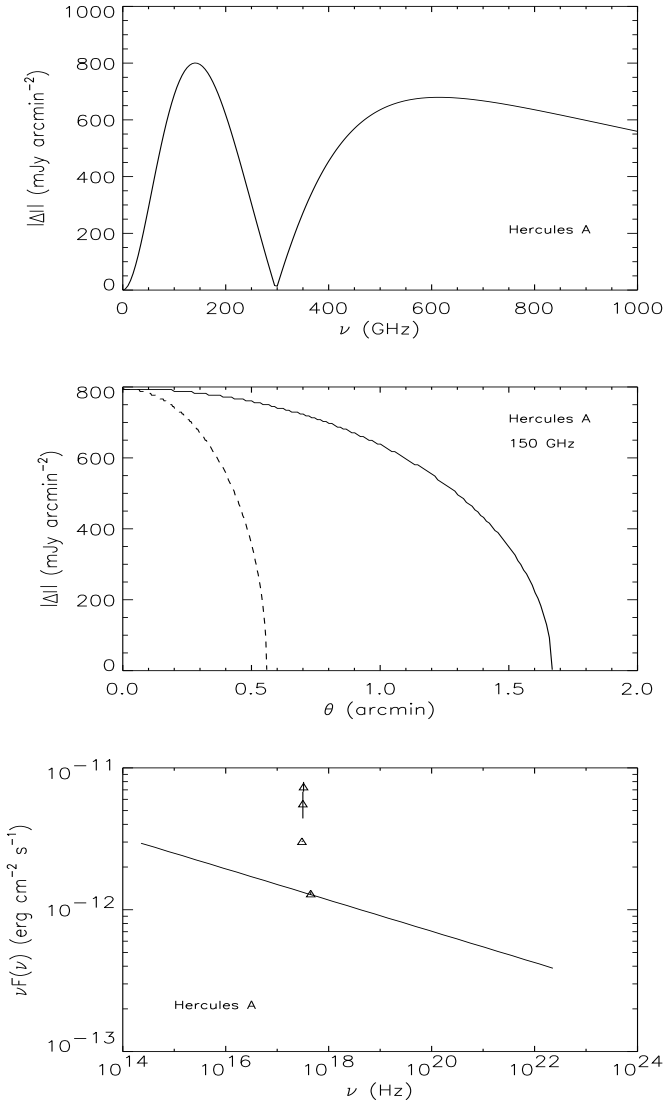 1000
800
600
400
200
0
|ΔI| (mJy arcmin⁻²)
Hercules A
0 200 400 600 800 1000
ν (GHz)
800
600
400
200
0
|ΔI| (mJy arcmin⁻²)
Hercules A
150 GHz
0.0 0.5 1.0 1.5 2.0
θ (arcmin)
10⁻¹¹
10⁻¹²
10⁻¹³
νF(ν) (erg cm⁻² s⁻¹)
Hercules A
10¹⁴ 10¹⁶ 10¹⁸ 10²⁰ 10²² 10²⁴
ν (Hz)